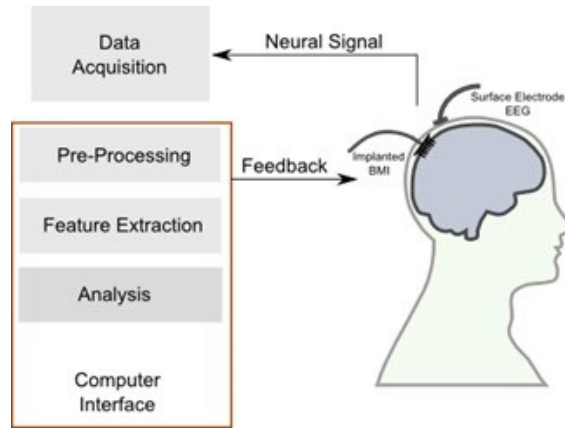 Data
Acquisition
Neural Signal
Surface Electrode
EEG
Implanted
BMI
Pre-Processing
Feedback
Feature Extraction
Analysis
Computer
Interface